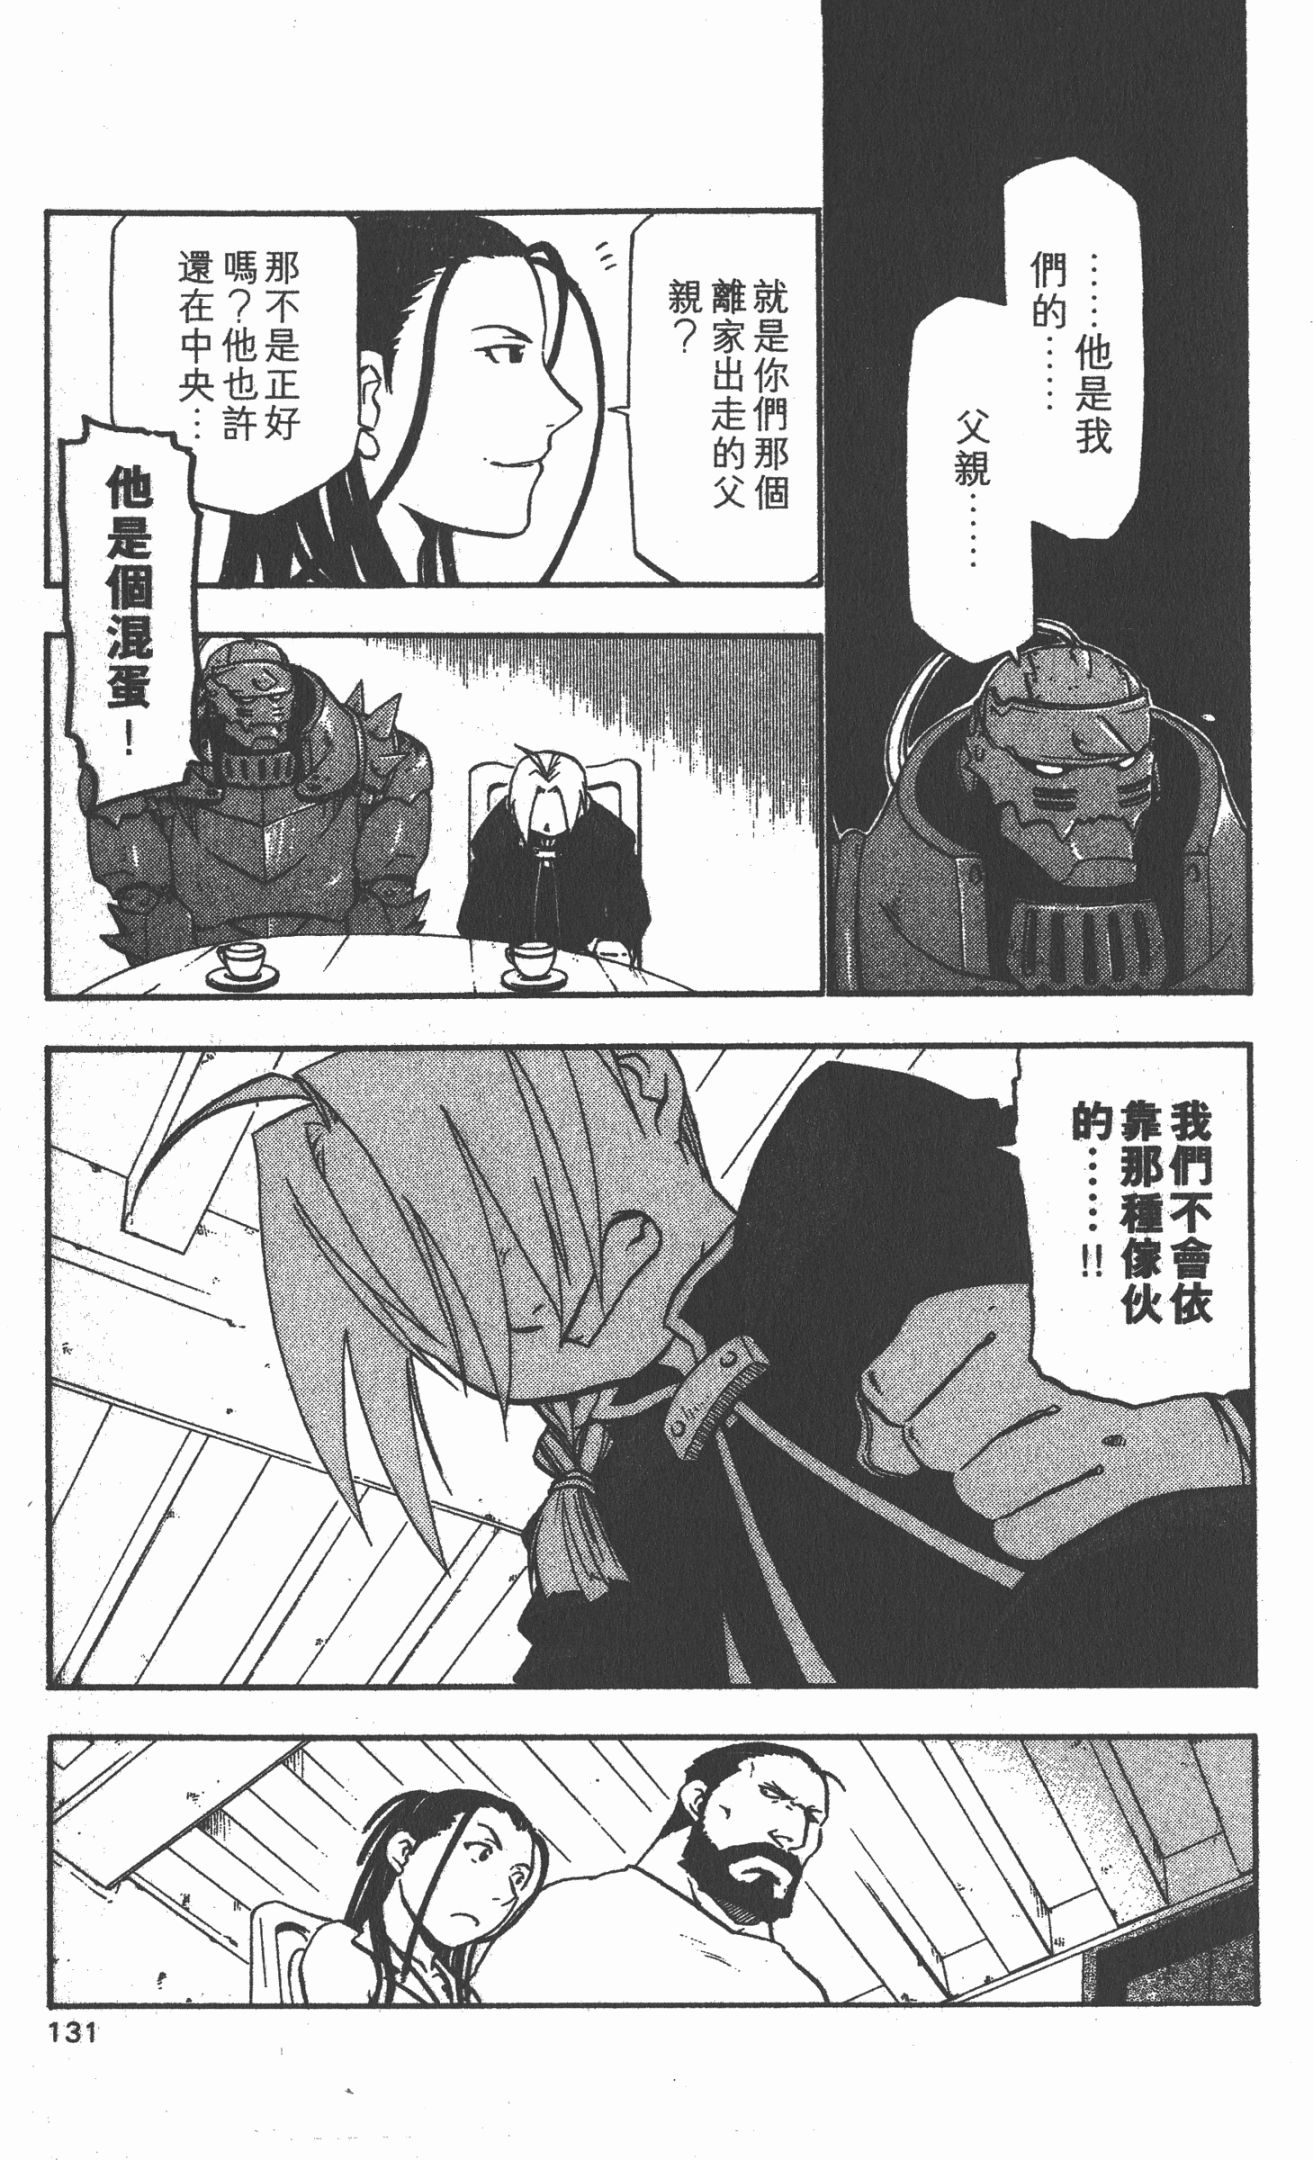 ……他是我
們的……
父親……
就是你們那個
離家出走的父
親？
那不是正好
嗎？他也許
還在中央…
他是個混蛋！
我們不會依
靠那種傢伙
的……!!
131